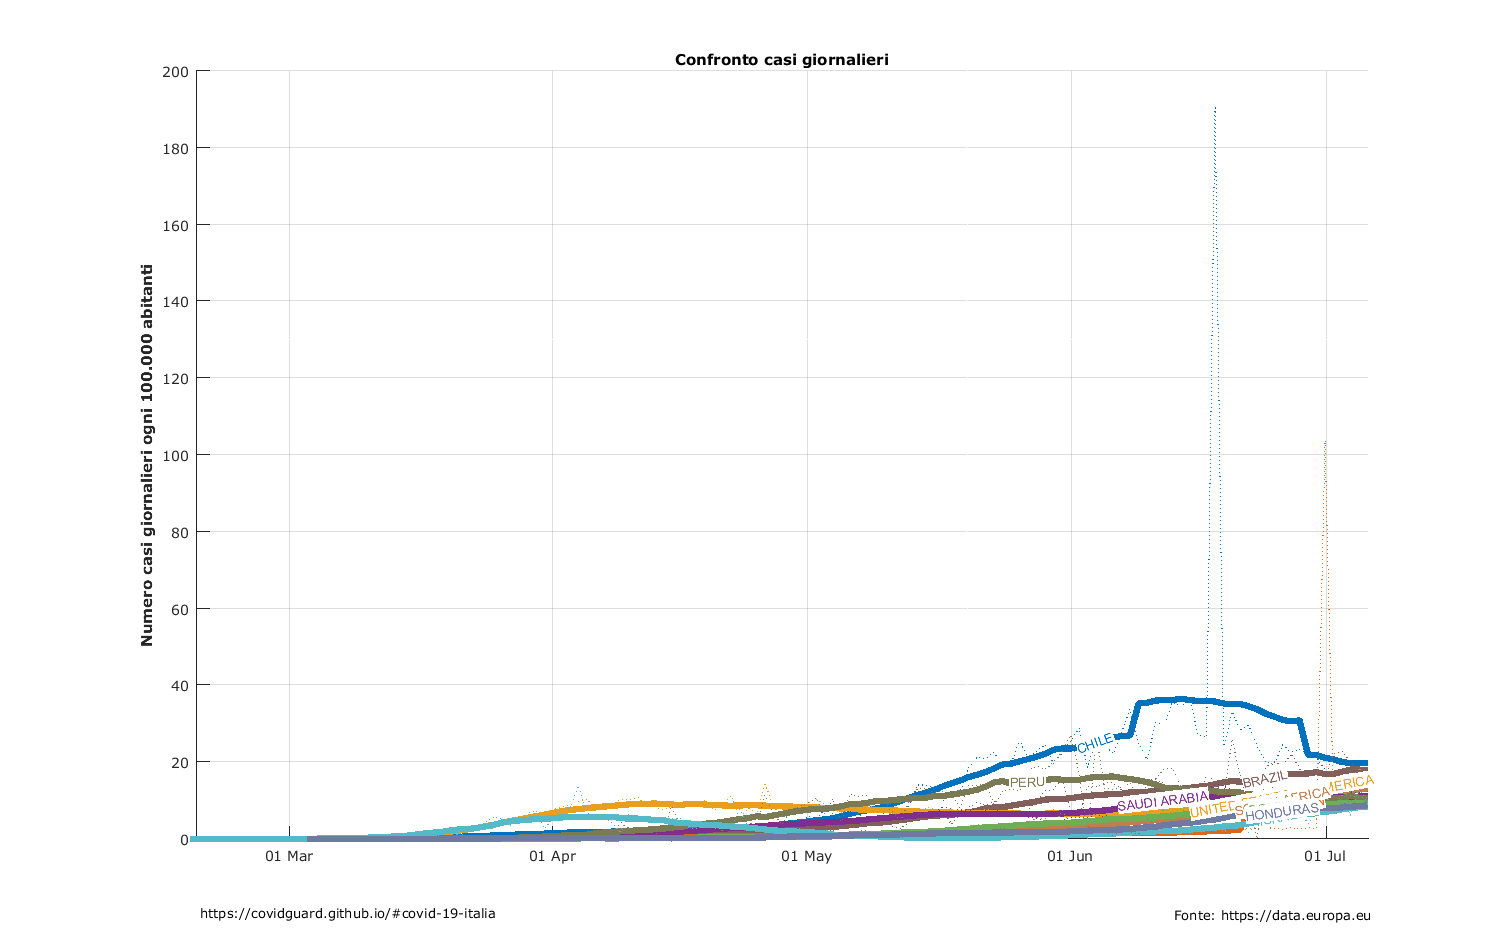 Confronto casi giornalieri
Numero casi giornalieri ogni 100.000 abitanti
200
180
160
140
120
100
80
60
40
20
0
CHILE
PERU
BRAZIL
SAUDI ARABIA
HONDURAS
01 Mar
01 Apr
01 May
01 Jun
01 Jul
https://covidguard.github.io/#covid-19-italia
Fonte: https://data.europa.eu